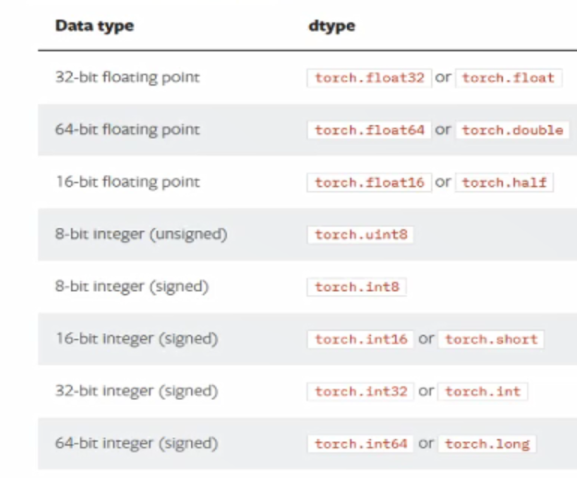 Data type dtype
32-bit floating point torch.float32 or torch.float
64-bit floating point torch.float64 or torch.double
16-bit floating point torch.float16 or torch.half
8-bit integer (unsigned) torch.uint8
8-bit integer (signed) torch.int8
16-bit integer (signed) torch.int16 or torch.short
32-bit integer (signed) torch.int32 or torch.int
64-bit integer (signed) torch.int64 or torch.long